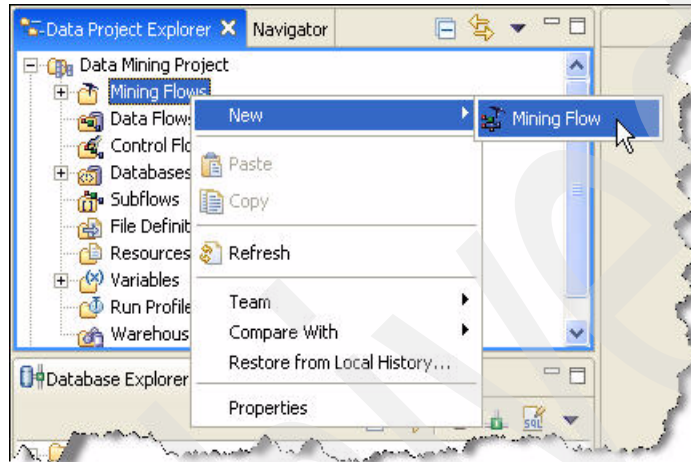 Data Project Explorer
Navigator
Data Mining Project
Mining Flows
New
Mining Flow
Data Flows
Control Flo
Paste
Databases
Copy
Subflows
File Definit
Resources
Refresh
Variables
Run Profile
Team
Warehous
Compare With
Restore from Local History...
Database Explorer
Properties
SQL